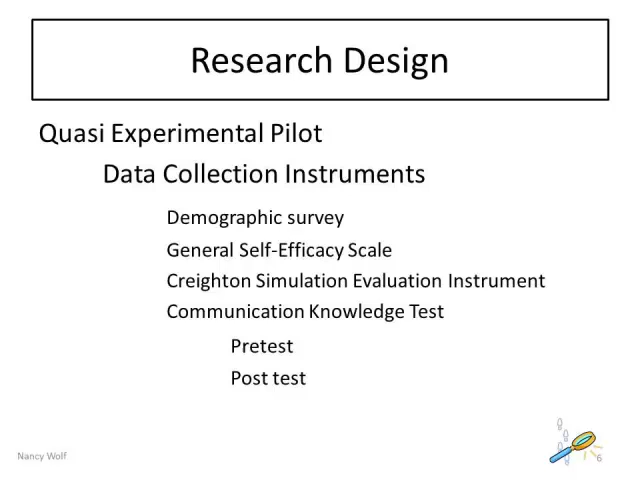 Research Design
Quasi Experimental Pilot
Data Collection Instruments
Demographic survey
General Self-Efficacy Scale
Creighton Simulation Evaluation Instrument
Communication Knowledge Test
Pretest
Post test
Nancy Wolf
6